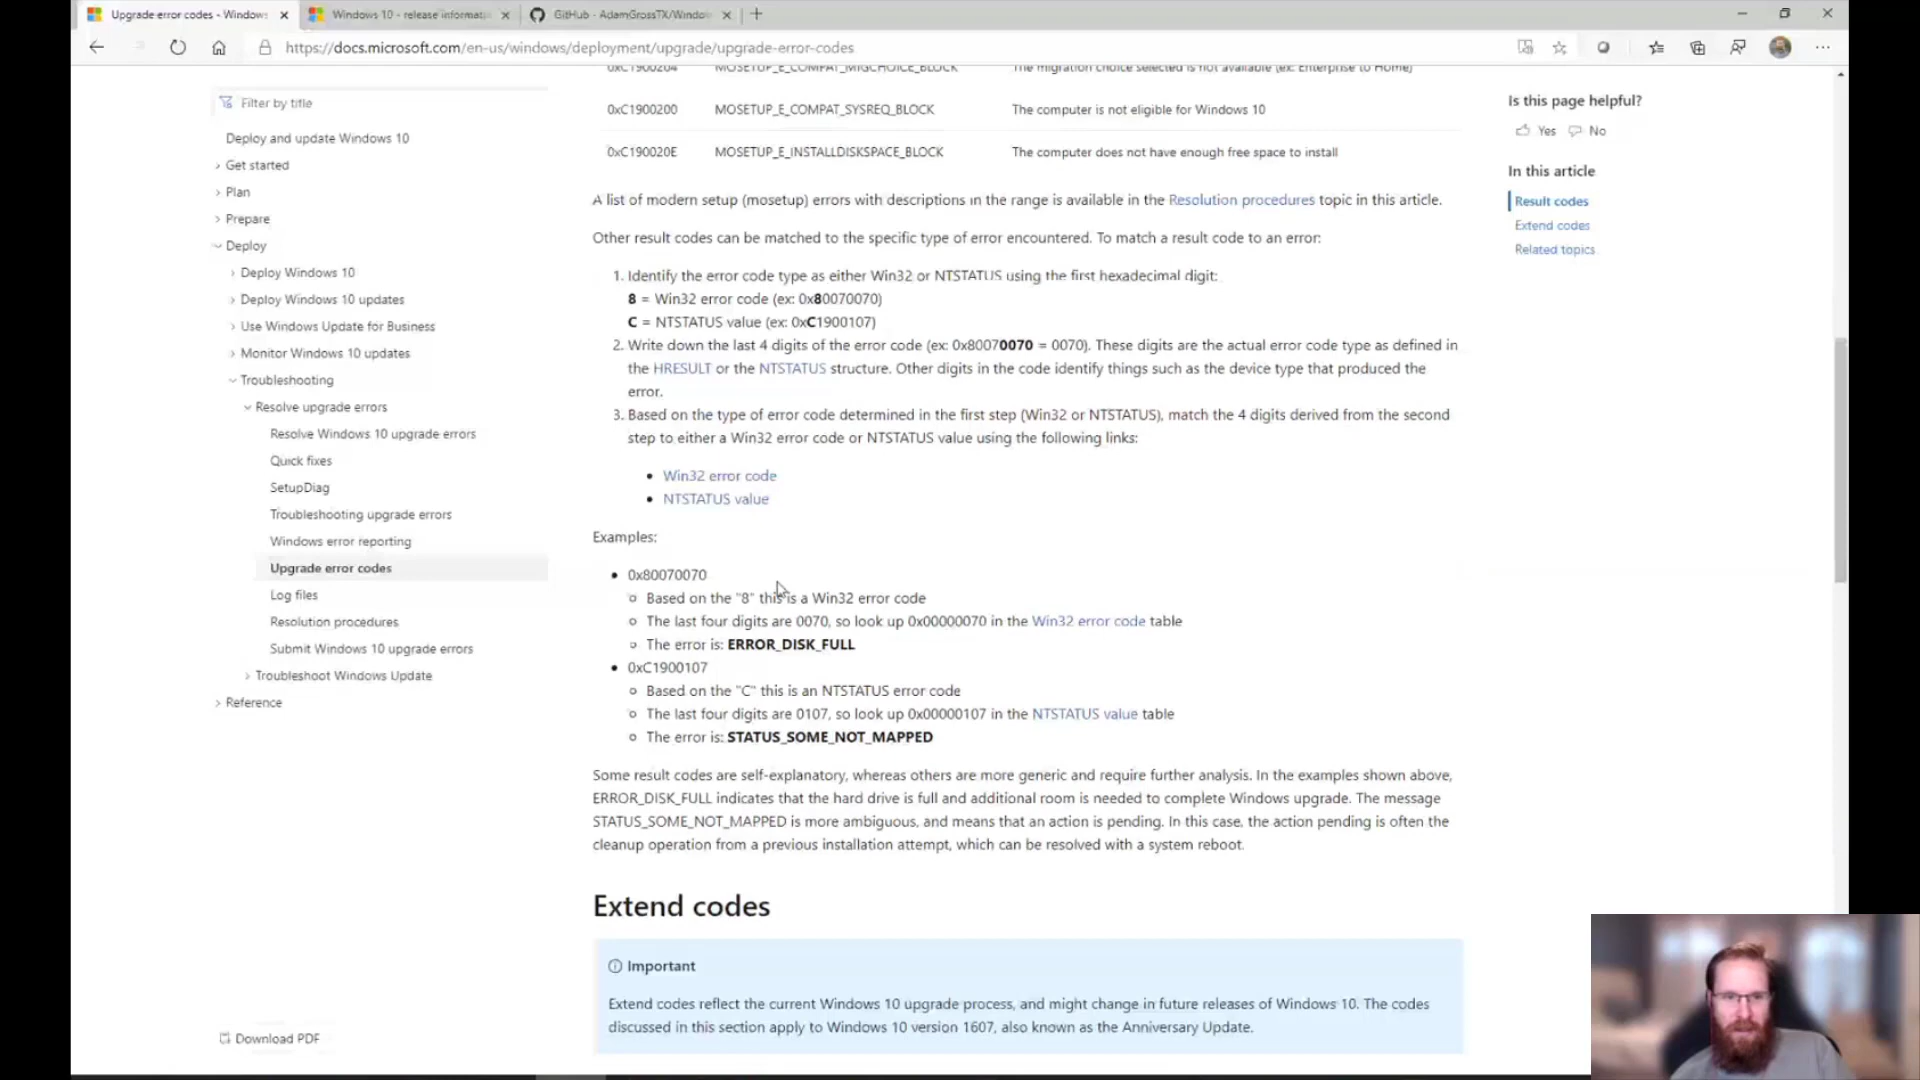 Upgrade error codes - Windows
Windows 10 - release informati
GitHub - AdamGrossTX/Window
https://docs.microsoft.com/en-us/windows/deployment/upgrade/upgrade-error-codes
Filter by title
Deploy and update Windows 10
Get started
Plan
Prepare
Deploy
Deploy Windows 10
Deploy Windows 10 updates
Use Windows Update for Business
Monitor Windows 10 updates
Troubleshooting
Resolve upgrade errors
Resolve Windows 10 upgrade errors
Quick fixes
SetupDiag
Troubleshooting upgrade errors
Windows error reporting
Upgrade error codes
Log files
Resolution procedures
Submit Windows 10 upgrade errors
Troubleshoot Windows Update
Reference
Download PDF
0xC1900204 MOSETUP_E_COMPAT_MIGCHOICE_BLOCK The migration choice selected is not available (ex: Enterprise to Home)
0xC1900200 MOSETUP_E_COMPAT_SYSREQ_BLOCK The computer is not eligible for Windows 10
0xC190020E MOSETUP_E_INSTALLDISKSPACE_BLOCK The computer does not have enough free space to install
A list of modern setup (mosetup) errors with descriptions in the range is available in the Resolution procedures topic in this article.
Other result codes can be matched to the specific type of error encountered. To match a result code to an error:
1. Identify the error code type as either Win32 or NTSTATUS using the first hexadecimal digit:
8 = Win32 error code (ex: 0x80070070)
C = NTSTATUS value (ex: 0xC1900107)
2. Write down the last 4 digits of the error code (ex: 0x80070070 = 0070). These digits are the actual error code type as defined in
the HRESULT or the NTSTATUS structure. Other digits in the code identify things such as the device type that produced the
error.
3. Based on the type of error code determined in the first step (Win32 or NTSTATUS), match the 4 digits derived from the second
step to either a Win32 error code or NTSTATUS value using the following links:
• Win32 error code
• NTSTATUS value
Examples:
• 0x80070070
Based on the "8" this is a Win32 error code
The last four digits are 0070, so look up 0x00000070 in the Win32 error code table
The error is: ERROR_DISK_FULL
• 0xC1900107
Based on the "C" this is an NTSTATUS error code
The last four digits are 0107, so look up 0x00000107 in the NTSTATUS value table
The error is: STATUS_SOME_NOT_MAPPED
Some result codes are self-explanatory, whereas others are more generic and require further analysis. In the examples shown above,
ERROR_DISK_FULL indicates that the hard drive is full and additional room is needed to complete Windows upgrade. The message
STATUS_SOME_NOT_MAPPED is more ambiguous, and means that an action is pending. In this case, the action pending is often the
cleanup operation from a previous installation attempt, which can be resolved with a system reboot.
Extend codes
Important
Extend codes reflect the current Windows 10 upgrade process, and might change in future releases of Windows 10. The codes
discussed in this section apply to Windows 10 version 1607, also known as the Anniversary Update.
Is this page helpful?
Yes No
In this article
Result codes
Extend codes
Related topics